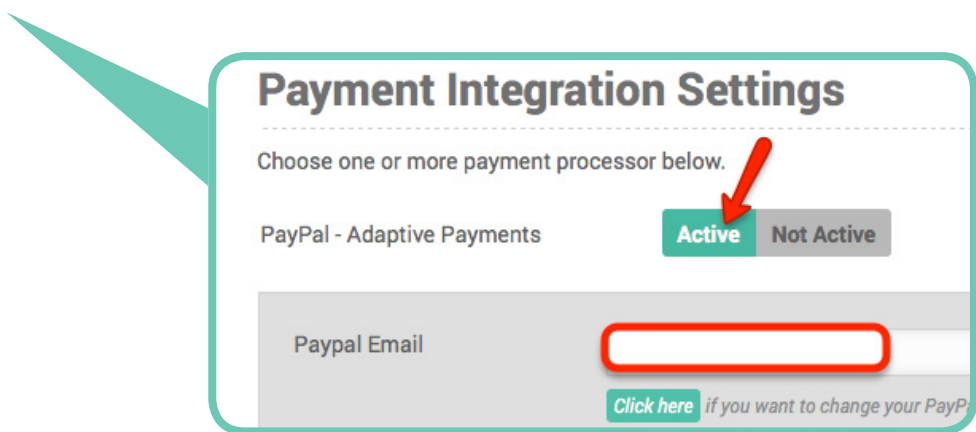 Payment Integration Settings
Choose one or more payment processor below.
PayPal - Adaptive Payments Active Not Active
Paypal Email
Click here if you want to change your